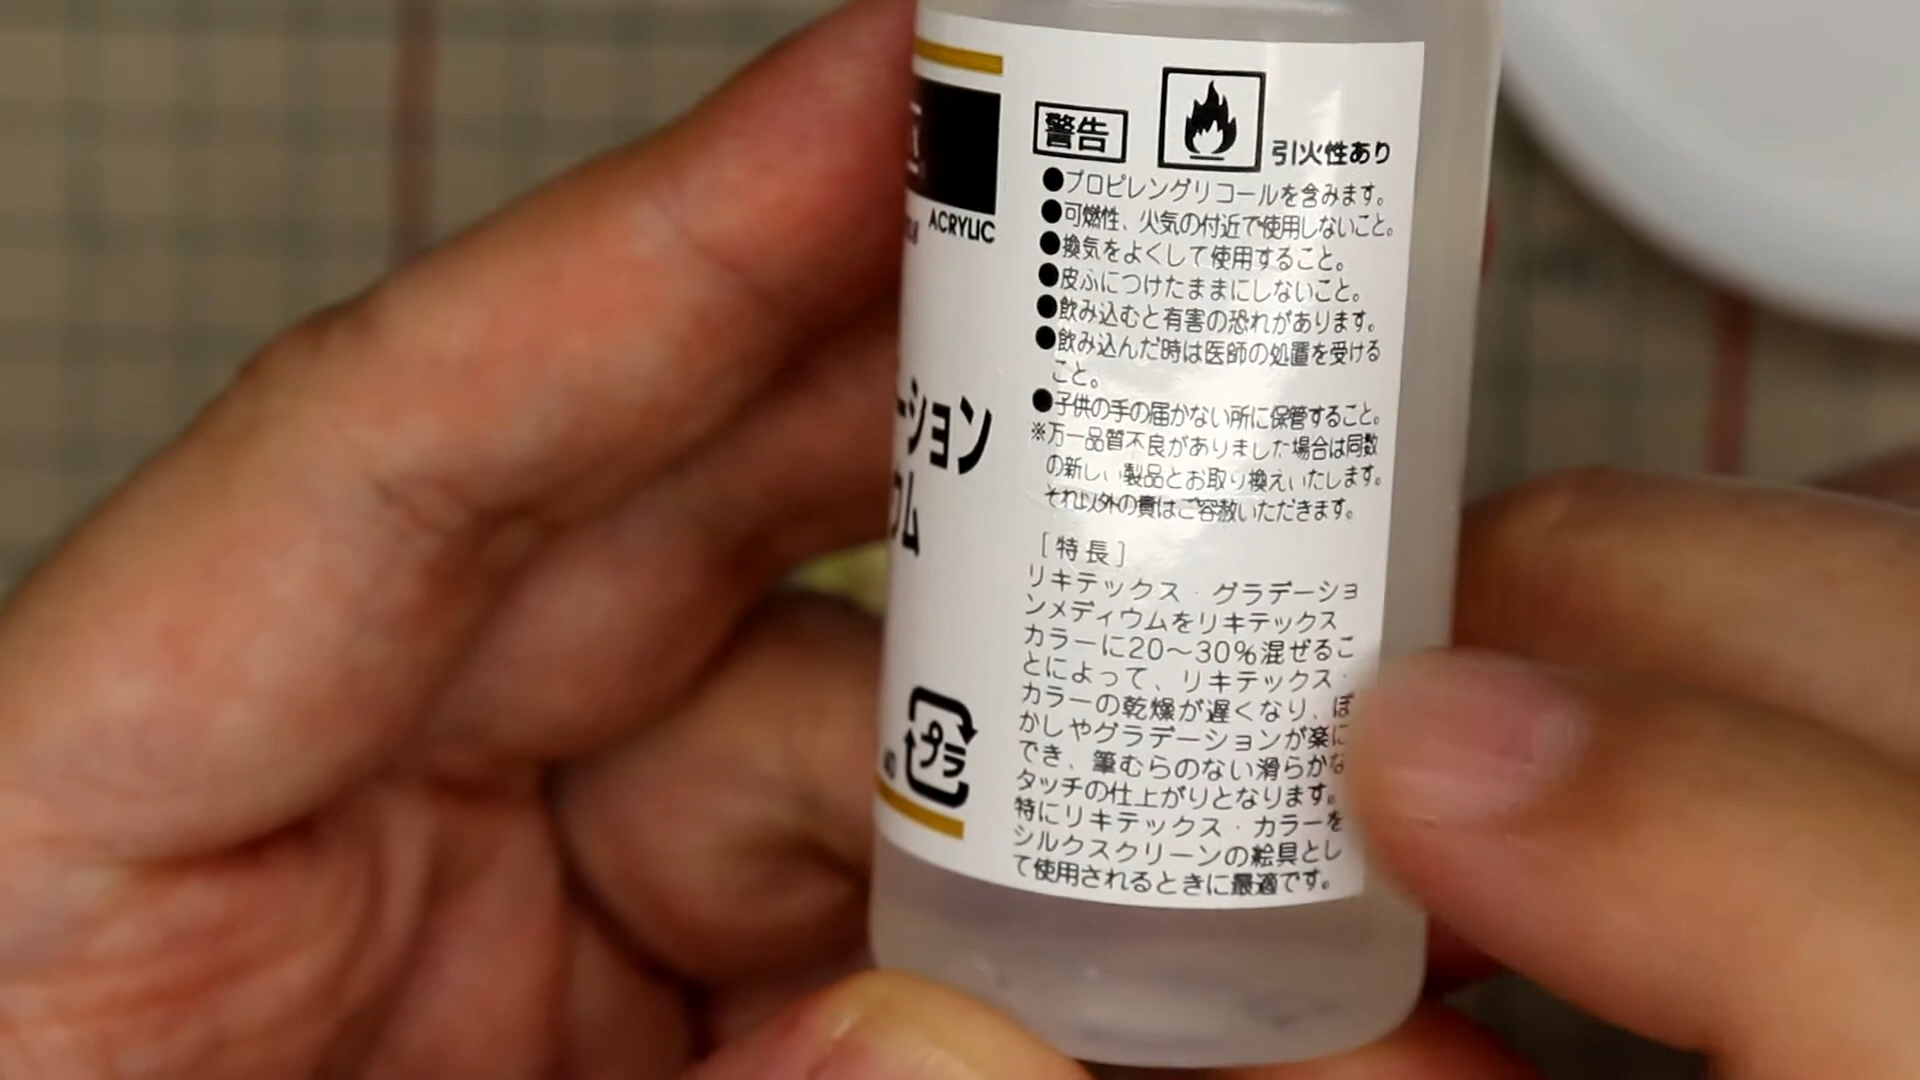 ACRYLIC
ーション
ウム
プラ
警告
引火性あり
●プロピレングリコールを含みます。
●可燃性、火気の付近で使用しないこと。
●換気をよくして使用すること。
●皮ふにつけたままにしないこと。
●飲み込むと有害の恐れがあります。
●飲み込んだ時は医師の処置を受ける
こと。
●子供の手の届かない所に保管すること。
※万一品質不良がありました場合は同数
の新しい製品とお取り換えいたします。
それ以外の責はご容赦いただきます。
[特長]
リキテックス・グラデーショ
ンメディウムをリキテックス
カラーに20〜30%混ぜるこ
とによって、リキテックス・
カラーの乾燥が遅くなり、ぼ
かしやグラデーションが楽に
でき、筆むらのない滑らかな
タッチの仕上がりとなります。
特にリキテックス・カラーを
シルクスクリーンの絵具とし
て使用されるときに最適です。